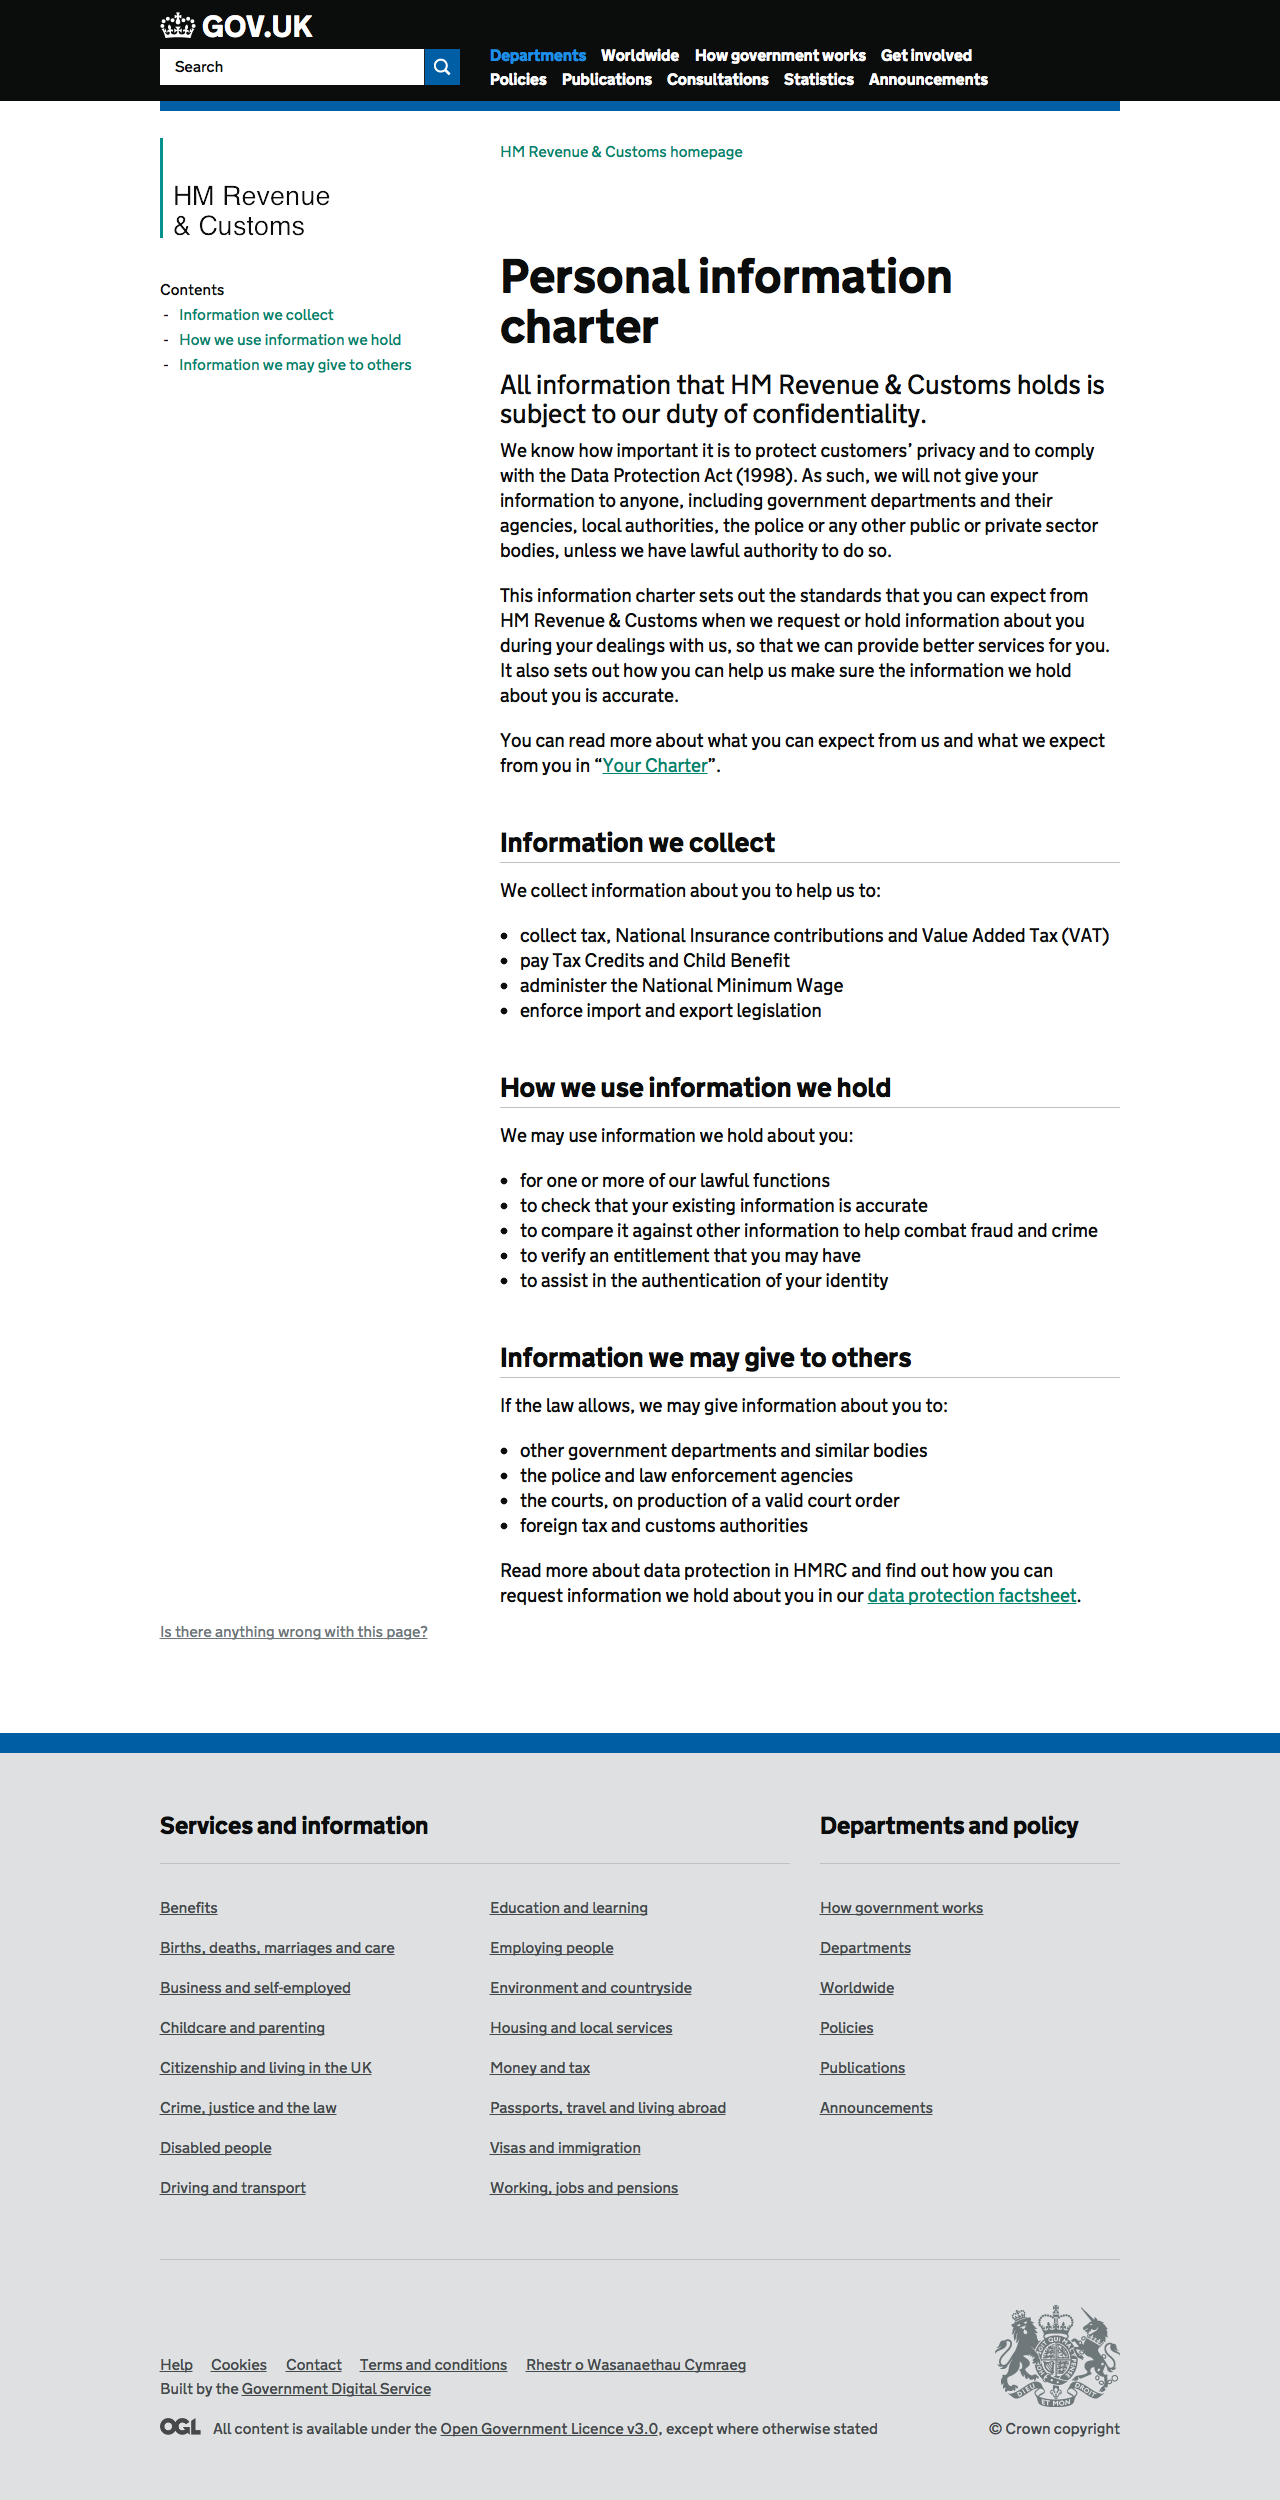 GOV.UK
Search
Departments Worldwide How government works Get involved
Policies Publications Consultations Statistics Announcements
HM Revenue & Customs homepage
HM Revenue
& Customs
Contents
- Information we collect
- How we use information we hold
- Information we may give to others
Personal information
charter
All information that HM Revenue & Customs holds is
subject to our duty of confidentiality.
We know how important it is to protect customers’ privacy and to comply
with the Data Protection Act (1998). As such, we will not give your
information to anyone, including government departments and their
agencies, local authorities, the police or any other public or private sector
bodies, unless we have lawful authority to do so.
This information charter sets out the standards that you can expect from
HM Revenue & Customs when we request or hold information about you
during your dealings with us, so that we can provide better services for you.
It also sets out how you can help us make sure the information we hold
about you is accurate.
You can read more about what you can expect from us and what we expect
from you in “Your Charter”.
Information we collect
We collect information about you to help us to:
• collect tax, National Insurance contributions and Value Added Tax (VAT)
• pay Tax Credits and Child Benefit
• administer the National Minimum Wage
• enforce import and export legislation
How we use information we hold
We may use information we hold about you:
• for one or more of our lawful functions
• to check that your existing information is accurate
• to compare it against other information to help combat fraud and crime
• to verify an entitlement that you may have
• to assist in the authentication of your identity
Information we may give to others
If the law allows, we may give information about you to:
• other government departments and similar bodies
• the police and law enforcement agencies
• the courts, on production of a valid court order
• foreign tax and customs authorities
Read more about data protection in HMRC and find out how you can
request information we hold about you in our data protection factsheet.
Is there anything wrong with this page?
Services and information
Benefits
Births, deaths, marriages and care
Business and self-employed
Childcare and parenting
Citizenship and living in the UK
Crime, justice and the law
Disabled people
Driving and transport
Education and learning
Employing people
Environment and countryside
Housing and local services
Money and tax
Passports, travel and living abroad
Visas and immigration
Working, jobs and pensions
Departments and policy
How government works
Departments
Worldwide
Policies
Publications
Announcements
Help Cookies Contact Terms and conditions Rhestr o Wasanaethau Cymraeg
Built by the Government Digital Service
OGL All content is available under the Open Government Licence v3.0, except where otherwise stated
DIEU ET MON DROIT
© Crown copyright